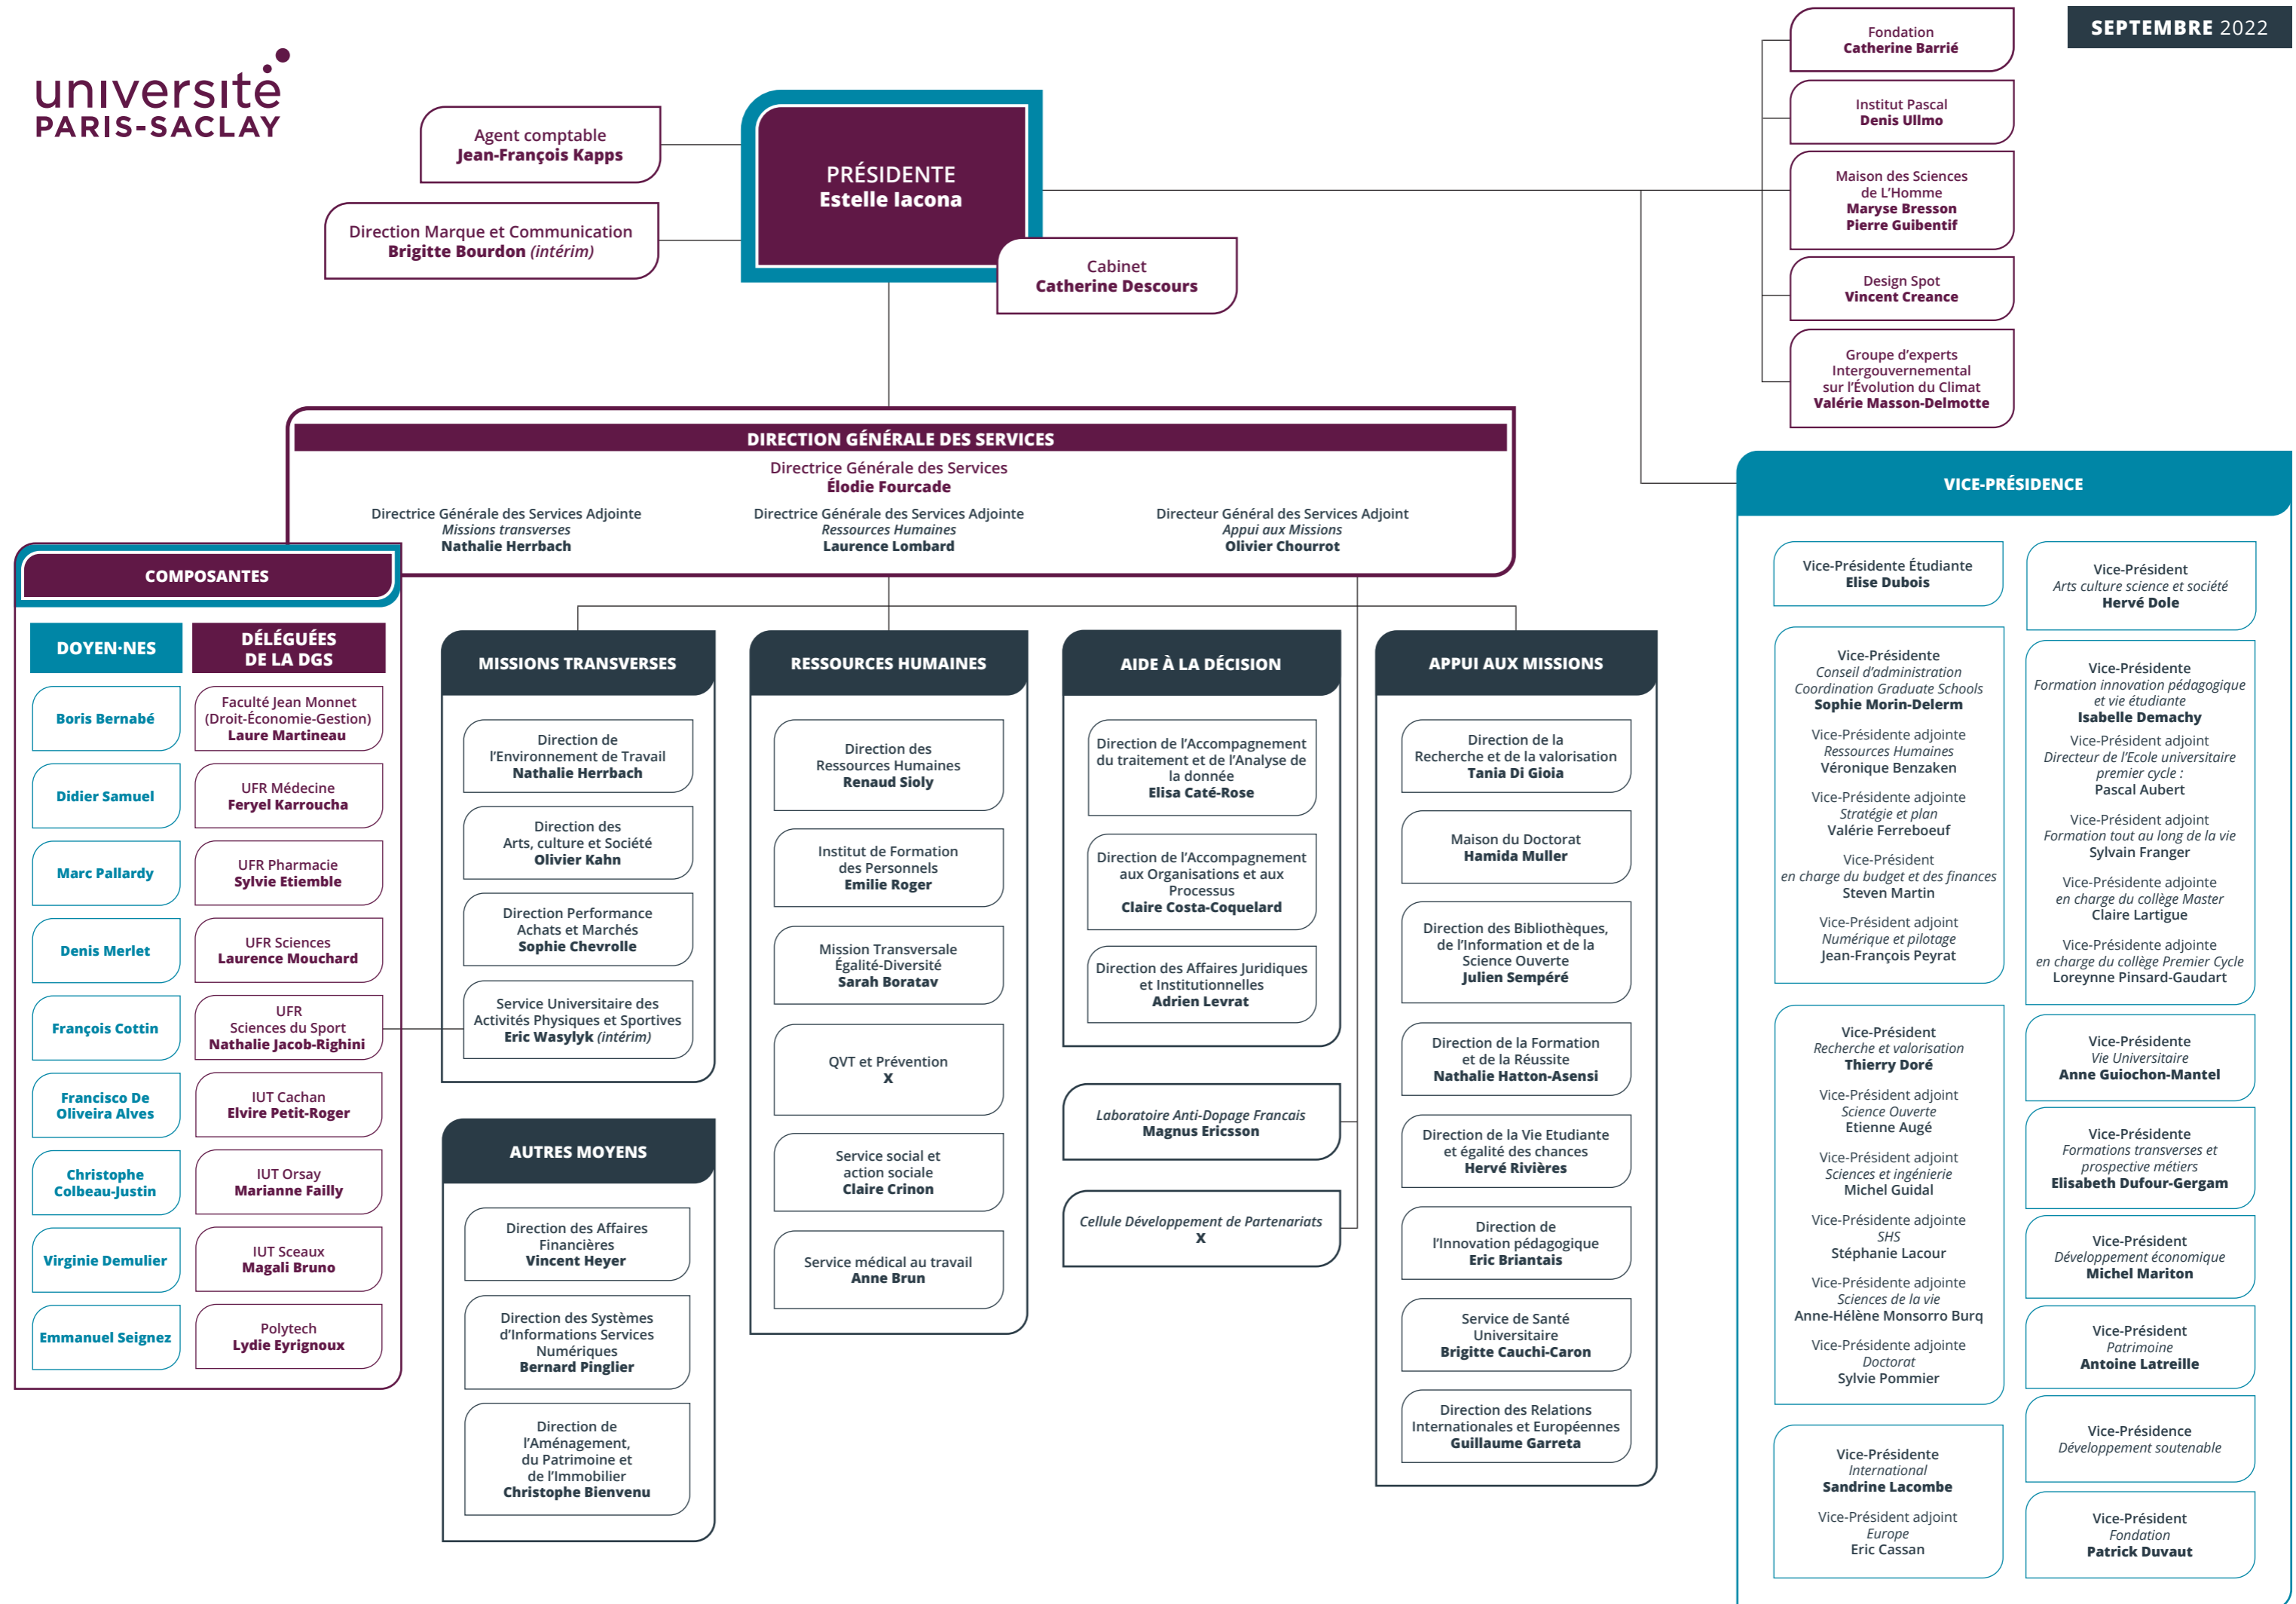 SEPTEMBRE 2022
université
PARIS-SACLAY
Agent comptable
Jean-François Kapps
Direction Marque et Communication
Brigitte Bourdon (intérim)
PRÉSIDENTE
Estelle Iacona
Cabinet
Catherine Descours
Fondation
Catherine Barrié
Institut Pascal
Denis Ullmo
Maison des Sciences
de L'Homme
Maryse Bresson
Pierre Guibentif
Design Spot
Vincent Creance
Groupe d'experts
Intergouvernemental
sur l'Évolution du Climat
Valérie Masson-Delmotte
DIRECTION GÉNÉRALE DES SERVICES
Directrice Générale des Services
Élodie Fourcade
Directrice Générale des Services Adjointe
Missions transverses
Nathalie Herrbach
Directrice Générale des Services Adjointe
Ressources Humaines
Laurence Lombard
Directeur Général des Services Adjoint
Appui aux Missions
Olivier Chourrot
COMPOSANTES
DOYEN·NES
DÉLÉGUÉES
DE LA DGS
Boris Bernabé
Faculté Jean Monnet
(Droit-Économie-Gestion)
Laure Martineau
Didier Samuel
UFR Médecine
Feryel Karroucha
Marc Pallardy
UFR Pharmacie
Sylvie Etiemble
Denis Merlet
UFR Sciences
Laurence Mouchard
François Cottin
UFR
Sciences du Sport
Nathalie Jacob-Righini
Francisco De
Oliveira Alves
IUT Cachan
Elvire Petit-Roger
Christophe
Colbeau-Justin
IUT Orsay
Marianne Failly
Virginie Demulier
IUT Sceaux
Magali Bruno
Emmanuel Seignez
Polytech
Lydie Eyrignoux
MISSIONS TRANSVERSES
Direction de
l'Environnement de Travail
Nathalie Herrbach
Direction des
Arts, culture et Société
Olivier Kahn
Direction Performance
Achats et Marchés
Sophie Chevrolle
Service Universitaire des
Activités Physiques et Sportives
Eric Wasylyk (intérim)
AUTRES MOYENS
Direction des Affaires
Financières
Vincent Heyer
Direction des Systèmes
d'Informations Services
Numériques
Bernard Pinglier
Direction de
l'Aménagement,
du Patrimoine et
de l'Immobilier
Christophe Bienvenu
RESSOURCES HUMAINES
Direction des
Ressources Humaines
Renaud Sioly
Institut de Formation
des Personnels
Emilie Roger
Mission Transversale
Égalité-Diversité
Sarah Boratav
QVT et Prévention
X
Service social et
action sociale
Claire Crinon
Service médical au travail
Anne Brun
AIDE À LA DÉCISION
Direction de l'Accompagnement
du traitement et de l'Analyse de
la donnée
Elisa Caté-Rose
Direction de l'Accompagnement
aux Organisations et aux
Processus
Claire Costa-Coquelard
Direction des Affaires Juridiques
et Institutionnelles
Adrien Levrat
Laboratoire Anti-Dopage Francais
Magnus Ericsson
Cellule Développement de Partenariats
X
APPUI AUX MISSIONS
Direction de la
Recherche et de la valorisation
Tania Di Gioia
Maison du Doctorat
Hamida Muller
Direction des Bibliothèques,
de l'Information et de la
Science Ouverte
Julien Sempéré
Direction de la Formation
et de la Réussite
Nathalie Hatton-Asensi
Direction de la Vie Etudiante
et égalité des chances
Hervé Rivières
Direction de
l'Innovation pédagogique
Eric Briantais
Service de Santé
Universitaire
Brigitte Cauchi-Caron
Direction des Relations
Internationales et Européennes
Guillaume Garreta
VICE-PRÉSIDENCE
Vice-Présidente Étudiante
Elise Dubois
Vice-Présidente
Conseil d'administration
Coordination Graduate Schools
Sophie Morin-Delerm
Vice-Présidente adjointe
Ressources Humaines
Véronique Benzaken
Vice-Présidente adjointe
Stratégie et plan
Valérie Ferreboeuf
Vice-Président
en charge du budget et des finances
Steven Martin
Vice-Président adjoint
Numérique et pilotage
Jean-François Peyrat
Vice-Président
Recherche et valorisation
Thierry Doré
Vice-Président adjoint
Science Ouverte
Etienne Augé
Vice-Président adjoint
Sciences et ingénierie
Michel Guidal
Vice-Présidente adjointe
SHS
Stéphanie Lacour
Vice-Présidente adjointe
Sciences de la vie
Anne-Hélène Monsorro Burq
Vice-Présidente adjointe
Doctorat
Sylvie Pommier
Vice-Présidente
International
Sandrine Lacombe
Vice-Président adjoint
Europe
Eric Cassan
Vice-Président
Arts culture science et société
Hervé Dole
Vice-Présidente
Formation innovation pédagogique
et vie étudiante
Isabelle Demachy
Vice-Président adjoint
Directeur de l'Ecole universitaire
premier cycle :
Pascal Aubert
Vice-Président adjoint
Formation tout au long de la vie
Sylvain Franger
Vice-Présidente adjointe
en charge du collège Master
Claire Lartigue
Vice-Présidente adjointe
en charge du collège Premier Cycle
Loreynne Pinsard-Gaudart
Vice-Présidente
Vie Universitaire
Anne Guiochon-Mantel
Vice-Présidente
Formations transverses et
prospective métiers
Elisabeth Dufour-Gergam
Vice-Président
Développement économique
Michel Mariton
Vice-Président
Patrimoine
Antoine Latreille
Vice-Présidence
Développement soutenable
Vice-Président
Fondation
Patrick Duvaut